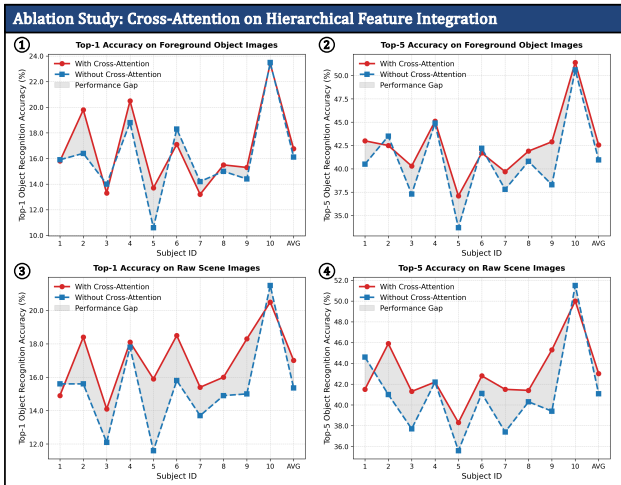 Ablation Study: Cross-Attention on Hierarchical Feature Integration
①
Top-1 Accuracy on Foreground Object Images
With Cross-Attention
Without Cross-Attention
Performance Gap
Top-1 Object Recognition Accuracy (%)
24.0
22.0
20.0
18.0
16.0
14.0
12.0
10.0
1 2 3 4 5 6 7 8 9 10 AVG
Subject ID
②
Top-5 Accuracy on Foreground Object Images
With Cross-Attention
Without Cross-Attention
Performance Gap
Top-5 Object Recognition Accuracy (%)
50.0
47.5
45.0
42.5
40.0
37.5
35.0
1 2 3 4 5 6 7 8 9 10 AVG
Subject ID
③
Top-1 Accuracy on Raw Scene Images
With Cross-Attention
Without Cross-Attention
Performance Gap
Top-1 Object Recognition Accuracy (%)
20.0
18.0
16.0
14.0
12.0
1 2 3 4 5 6 7 8 9 10 AVG
Subject ID
④
Top-5 Accuracy on Raw Scene Images
With Cross-Attention
Without Cross-Attention
Performance Gap
Top-5 Object Recognition Accuracy (%)
52.0
50.0
48.0
46.0
44.0
42.0
40.0
38.0
36.0
1 2 3 4 5 6 7 8 9 10 AVG
Subject ID